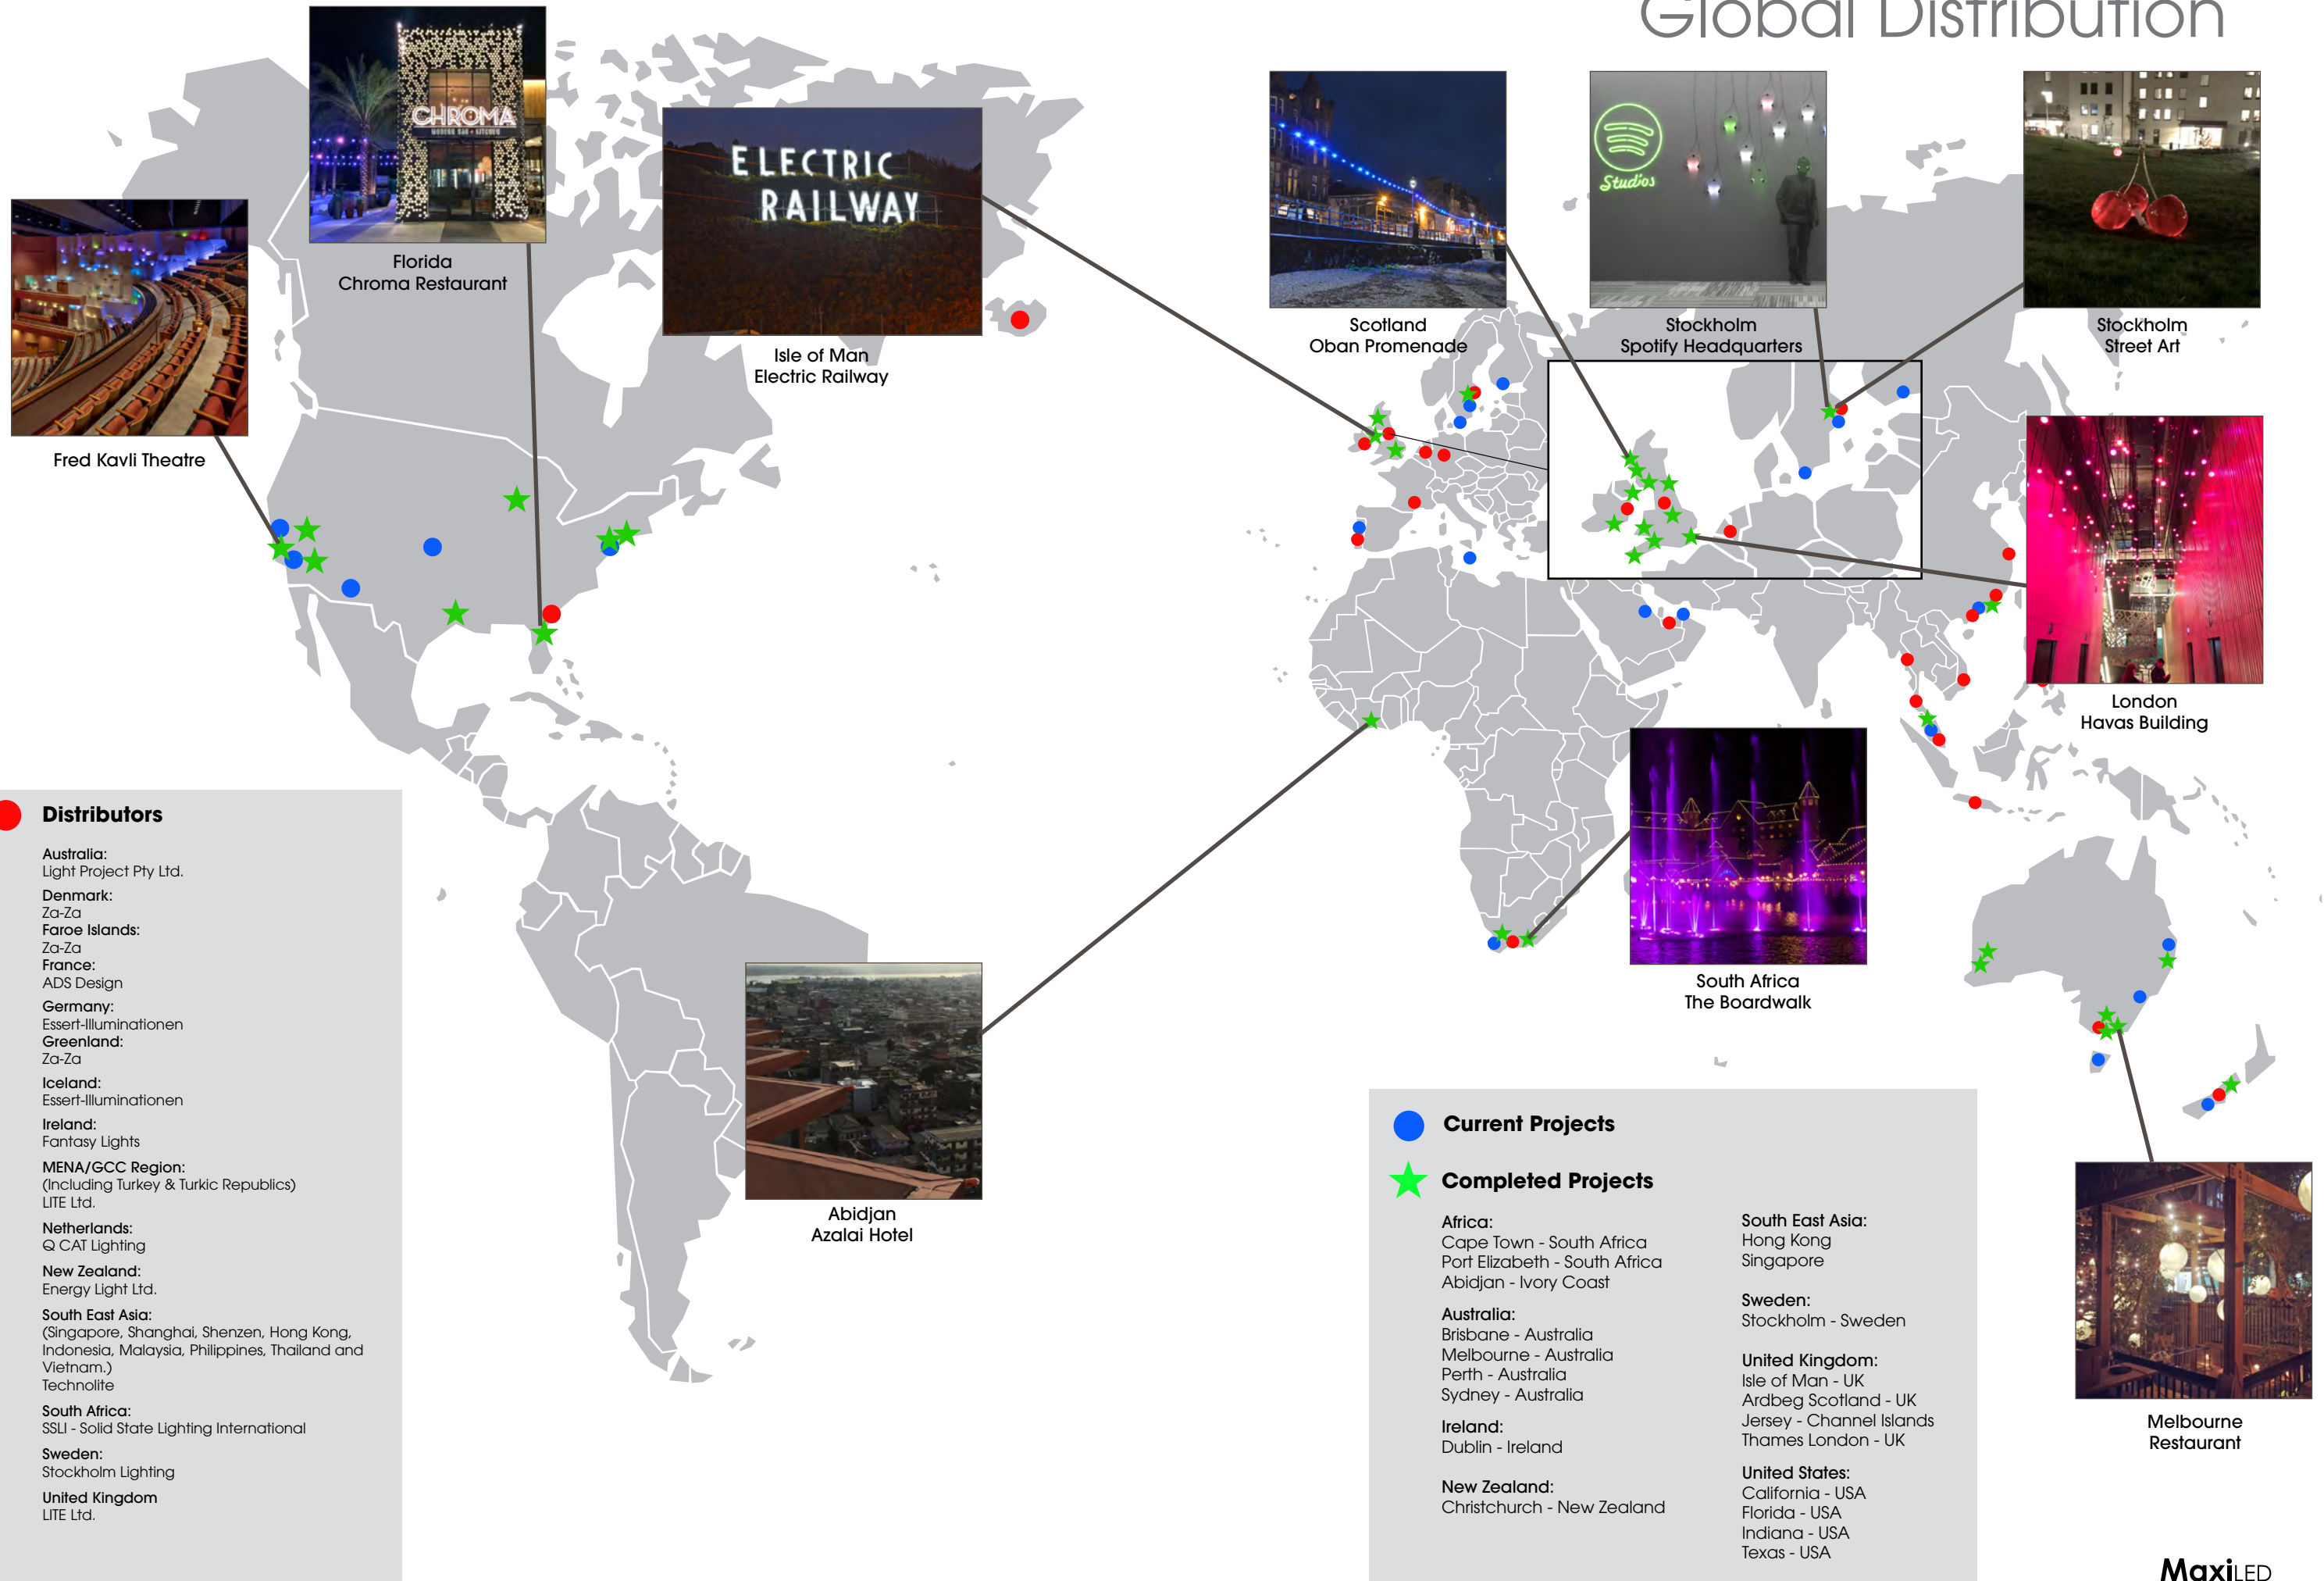 Global Distribution
CHROMA
MODERN BAR + KITCHEN
Florida
Chroma Restaurant
ELECTRIC
RAILWAY
Isle of Man
Electric Railway
Scotland
Oban Promenade
Studios
Stockholm
Spotify Headquarters
Stockholm
Street Art
Fred Kavli Theatre
London
Havas Building
South Africa
The Boardwalk
Abidjan
Azalai Hotel
Melbourne
Restaurant
Distributors
Australia:
Light Project Pty Ltd.
Denmark:
Za-Za
Faroe Islands:
Za-Za
France:
ADS Design
Germany:
Essert-Illuminationen
Greenland:
Za-Za
Iceland:
Essert-Illuminationen
Ireland:
Fantasy Lights
MENA/GCC Region:
(Including Turkey & Turkic Republics)
LITE Ltd.
Netherlands:
Q CAT Lighting
New Zealand:
Energy Light Ltd.
South East Asia:
(Singapore, Shanghai, Shenzen, Hong Kong,
Indonesia, Malaysia, Philippines, Thailand and
Vietnam.)
Technolite
South Africa:
SSLI - Solid State Lighting International
Sweden:
Stockholm Lighting
United Kingdom
LITE Ltd.
Current Projects
Completed Projects
Africa:
Cape Town - South Africa
Port Elizabeth - South Africa
Abidjan - Ivory Coast
Australia:
Brisbane - Australia
Melbourne - Australia
Perth - Australia
Sydney - Australia
Ireland:
Dublin - Ireland
New Zealand:
Christchurch - New Zealand
South East Asia:
Hong Kong
Singapore
Sweden:
Stockholm - Sweden
United Kingdom:
Isle of Man - UK
Ardbeg Scotland - UK
Jersey - Channel Islands
Thames London - UK
United States:
California - USA
Florida - USA
Indiana - USA
Texas - USA
MaxiLED